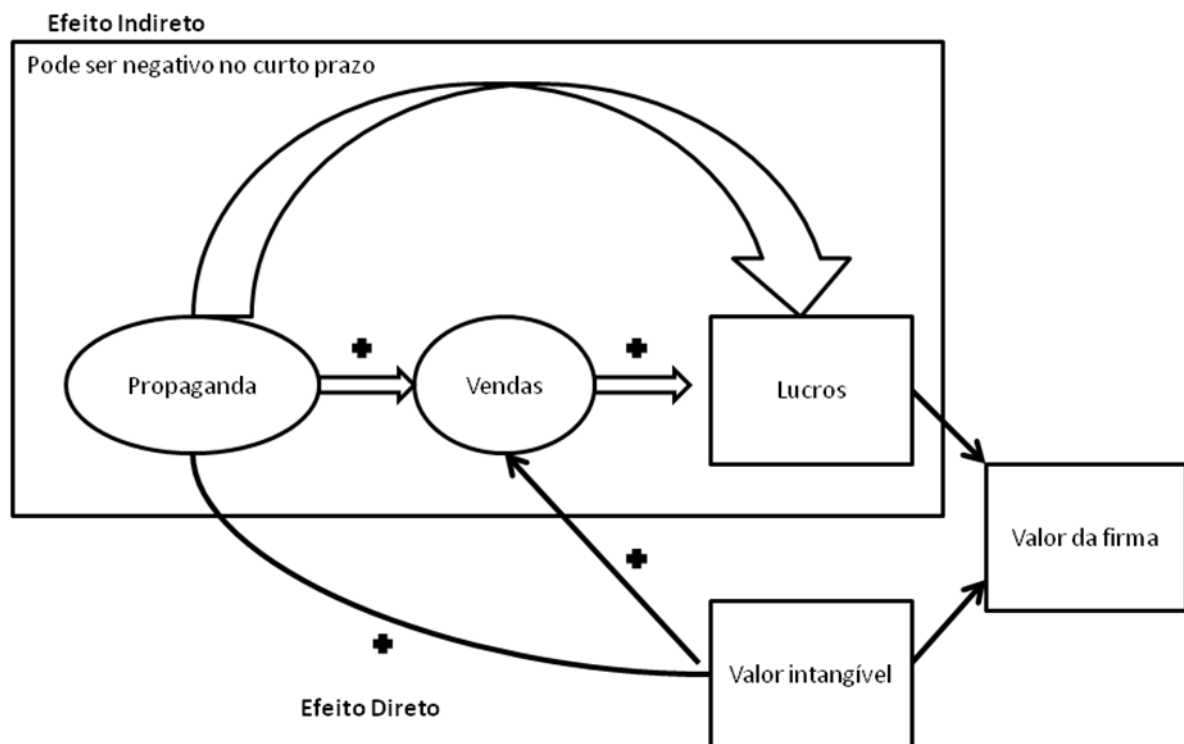 Efeito Indireto
Pode ser negativo no curto prazo
Propaganda
Vendas
Lucros
Valor da firma
Valor intangível
Efeito Direto